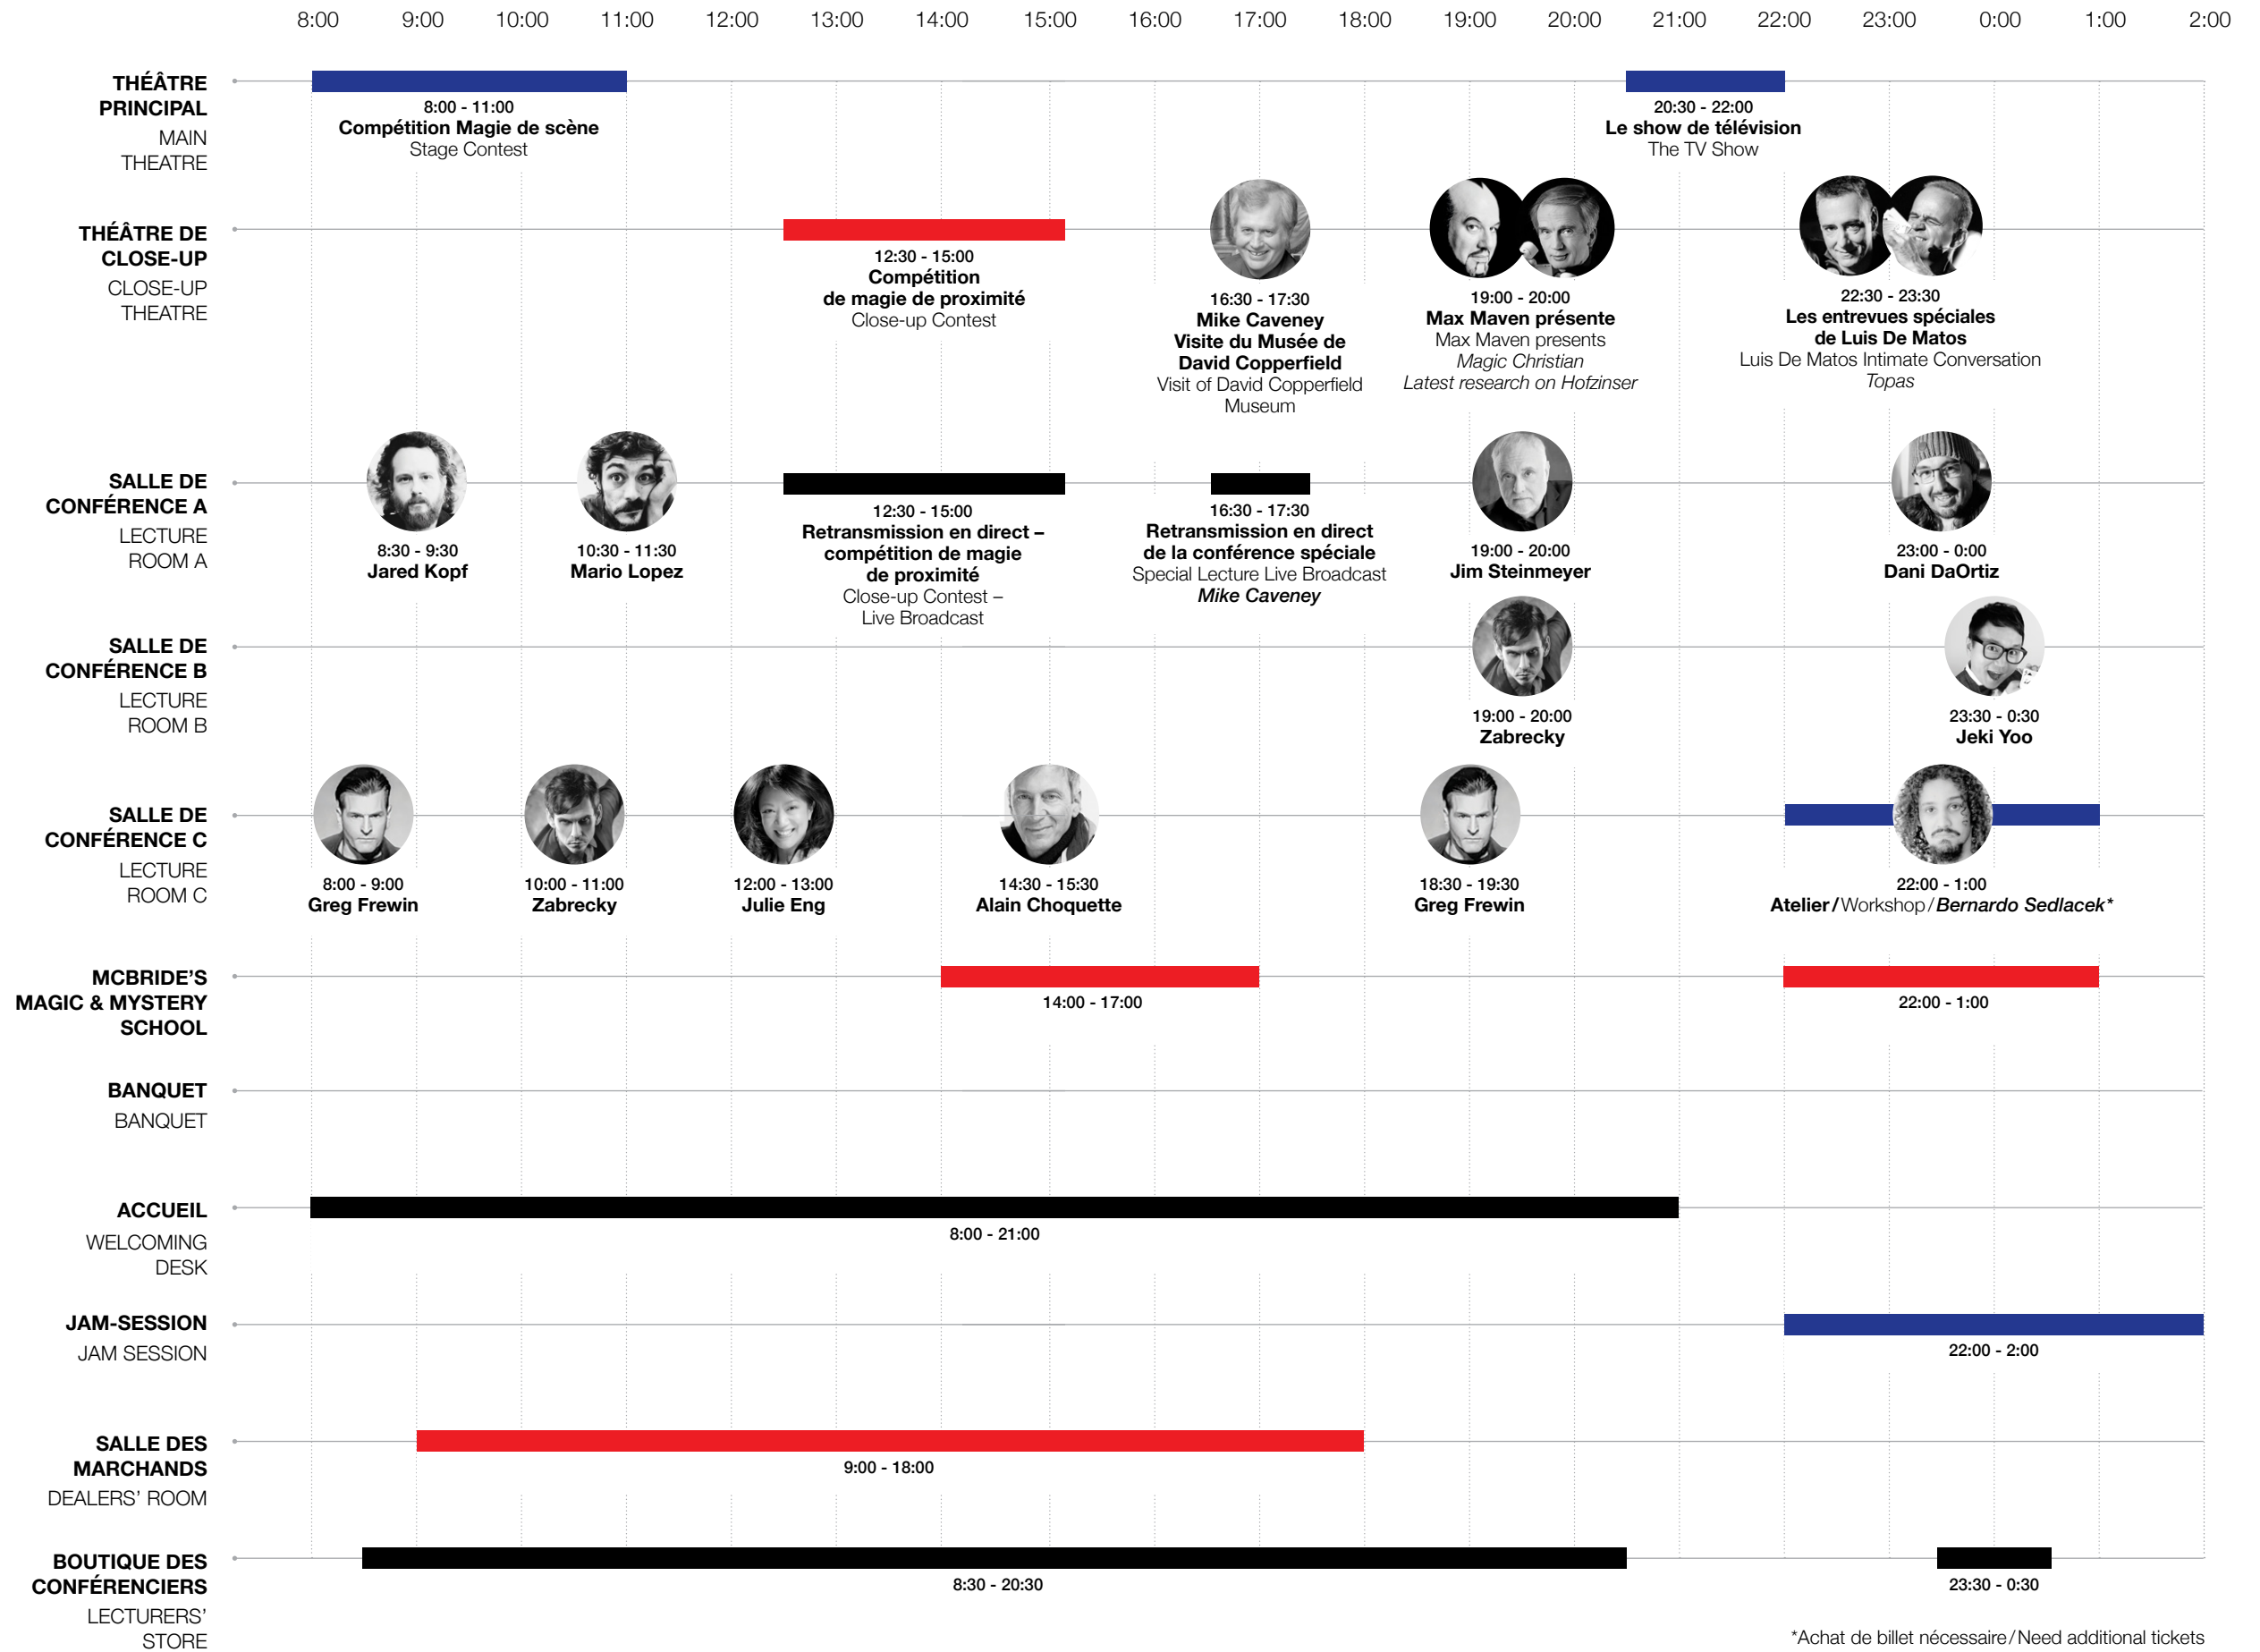 8:00 9:00 10:00 11:00 12:00 13:00 14:00 15:00 16:00 17:00 18:00 19:00 20:00 21:00 22:00 23:00 0:00 1:00 2:00
THÉÂTRE
PRINCIPAL
MAIN
THEATRE
8:00 - 11:00
Compétition Magie de scène
Stage Contest
20:30 - 22:00
Le show de télévision
The TV Show
THÉÂTRE DE
CLOSE-UP
CLOSE-UP
THEATRE
12:30 - 15:00
Compétition
de magie de proximité
Close-up Contest
16:30 - 17:30
Mike Caveney
Visite du Musée de
David Copperfield
Visit of David Copperfield
Museum
19:00 - 20:00
Max Maven présente
Max Maven presents
Magic Christian
Latest research on Hofzinser
22:30 - 23:30
Les entrevues spéciales
de Luis De Matos
Luis De Matos Intimate Conversation
Topas
SALLE DE
CONFÉRENCE A
LECTURE
ROOM A
8:30 - 9:30
Jared Kopf
10:30 - 11:30
Mario Lopez
12:30 - 15:00
Retransmission en direct –
compétition de magie
de proximité
Close-up Contest –
Live Broadcast
16:30 - 17:30
Retransmission en direct
de la conférence spéciale
Special Lecture Live Broadcast
Mike Caveney
19:00 - 20:00
Jim Steinmeyer
23:00 - 0:00
Dani DaOrtiz
SALLE DE
CONFÉRENCE B
LECTURE
ROOM B
19:00 - 20:00
Zabrecky
23:30 - 0:30
Jeki Yoo
SALLE DE
CONFÉRENCE C
LECTURE
ROOM C
8:00 - 9:00
Greg Frewin
10:00 - 11:00
Zabrecky
12:00 - 13:00
Julie Eng
14:30 - 15:30
Alain Choquette
18:30 - 19:30
Greg Frewin
22:00 - 1:00
Atelier/Workshop/Bernardo Sedlacek*
MCBRIDE'S
MAGIC & MYSTERY
SCHOOL
14:00 - 17:00
22:00 - 1:00
BANQUET
BANQUET
ACCUEIL
WELCOMING
DESK
8:00 - 21:00
JAM-SESSION
JAM SESSION
22:00 - 2:00
SALLE DES
MARCHANDS
DEALERS' ROOM
9:00 - 18:00
BOUTIQUE DES
CONFÉRENCIERS
LECTURERS'
STORE
8:30 - 20:30
23:30 - 0:30
*Achat de billet nécessaire/Need additional tickets